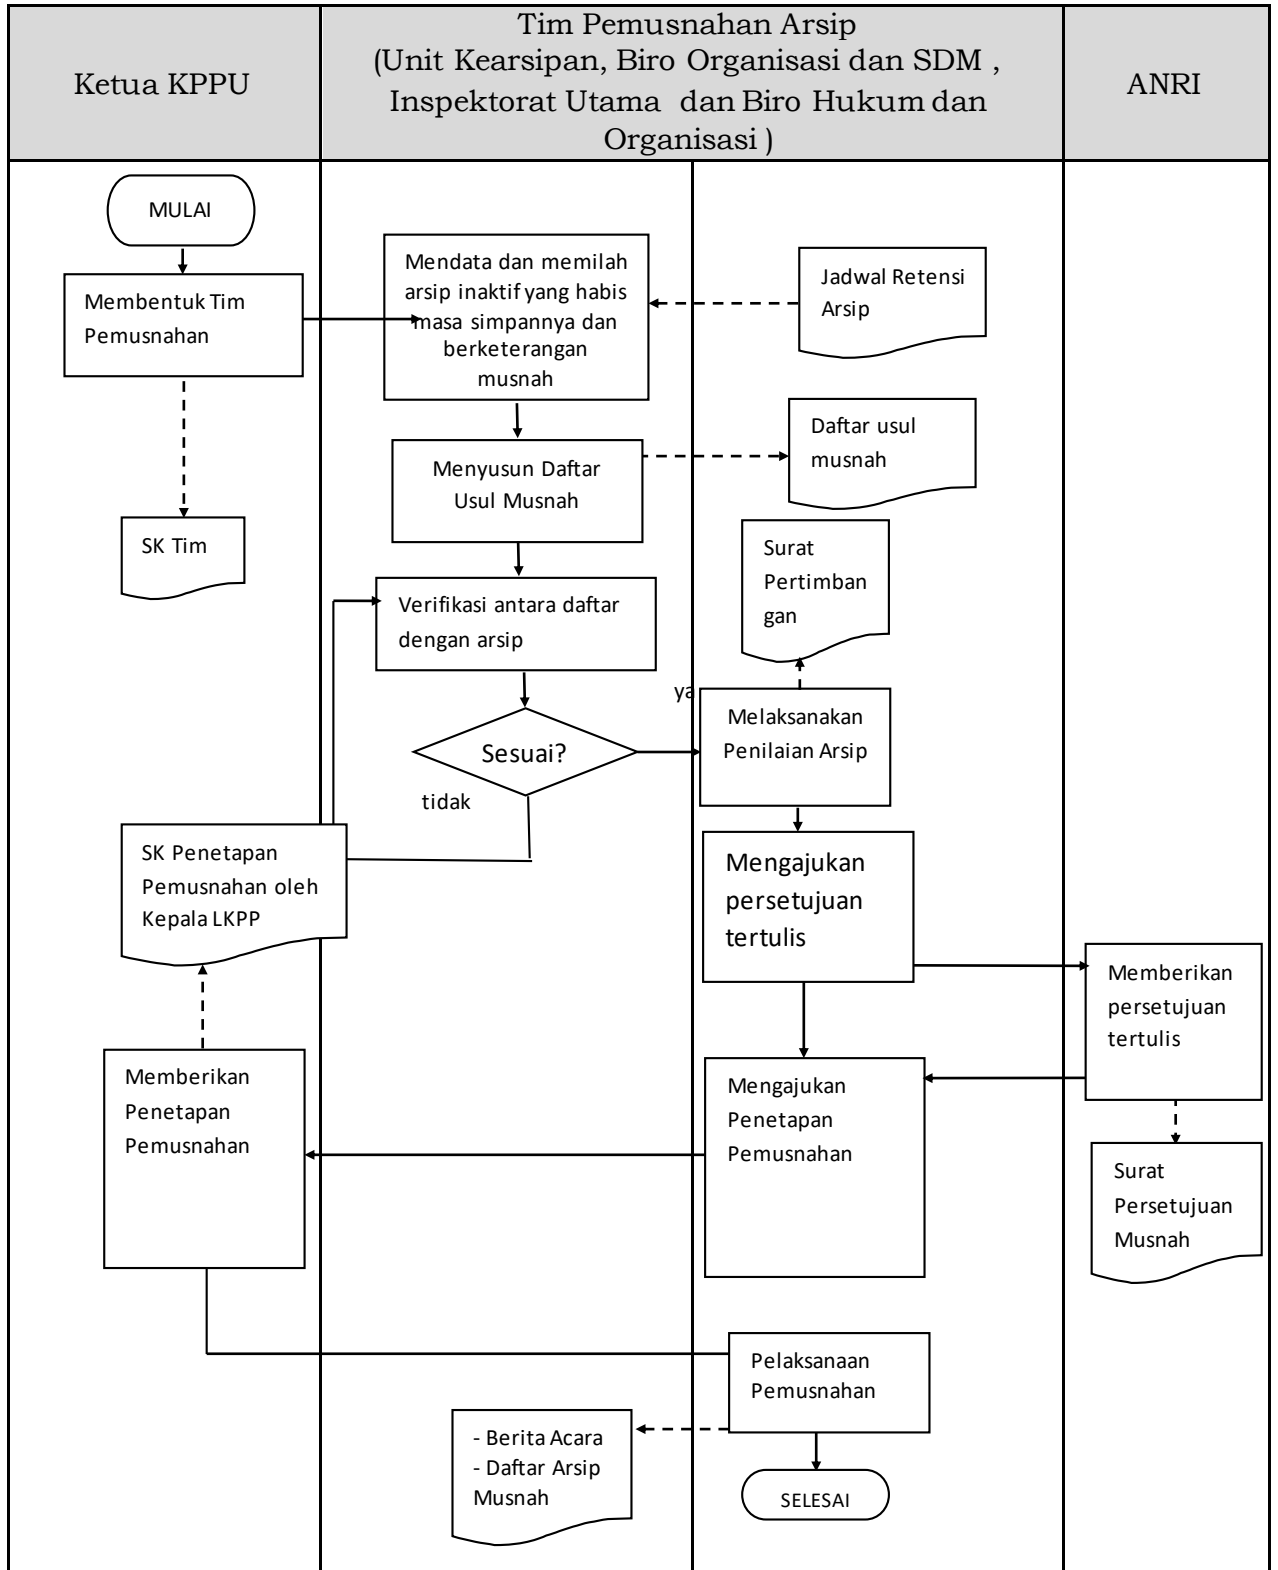 Ketua KPPU
Tim Pemusnahan Arsip
(Unit Kearsipan, Biro Organisasi dan SDM ,
Inspektorat Utama dan Biro Hukum dan
Organisasi )
ANRI
MULAI
Membentuk Tim
Pemusnahan
Mendata dan memilah
arsip inaktif yang habis
masa simpannya dan
berketerangan
musnah
Jadwal Retensi
Arsip
Menyusun Daftar
Usul Musnah
Daftar usul
musnah
SK Tim
Surat
Pertimban
gan
Verifikasi antara daftar
dengan arsip
ya
Sesuai?
tidak
Melaksanakan
Penilaian Arsip
SK Penetapan
Pemusnahan oleh
Kepala LKPP
Mengajukan
persetujuan
tertulis
Memberikan
persetujuan
tertulis
Memberikan
Penetapan
Pemusnahan
Mengajukan
Penetapan
Pemusnahan
Surat
Persetujuan
Musnah
Pelaksanaan
Pemusnahan
- Berita Acara
- Daftar Arsip
Musnah
SELESAI